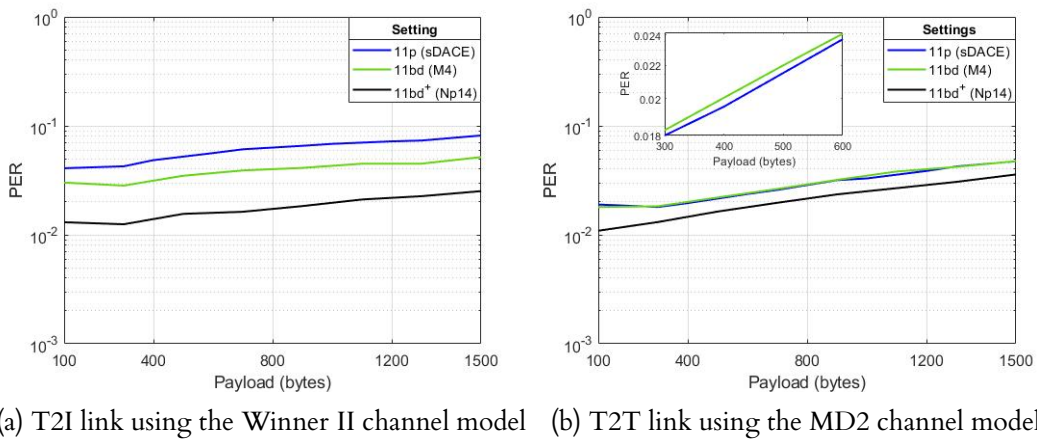 Setting
11p (sDACE)
11bd (M4)
11bd+ (Np14)
10^0
10^-1
10^-2
10^-3
PER
100 400 800 1200 1500
Payload (bytes)
Settings
11p (sDACE)
11bd (M4)
11bd+ (Np14)
0.024
0.022
0.02
0.018
PER
300 400 500 600
Payload (bytes)
10^0
10^-1
10^-2
10^-3
PER
100 400 800 1200 1500
Payload (bytes)
(a) T2I link using the Winner II channel model
(b) T2T link using the MD2 channel model